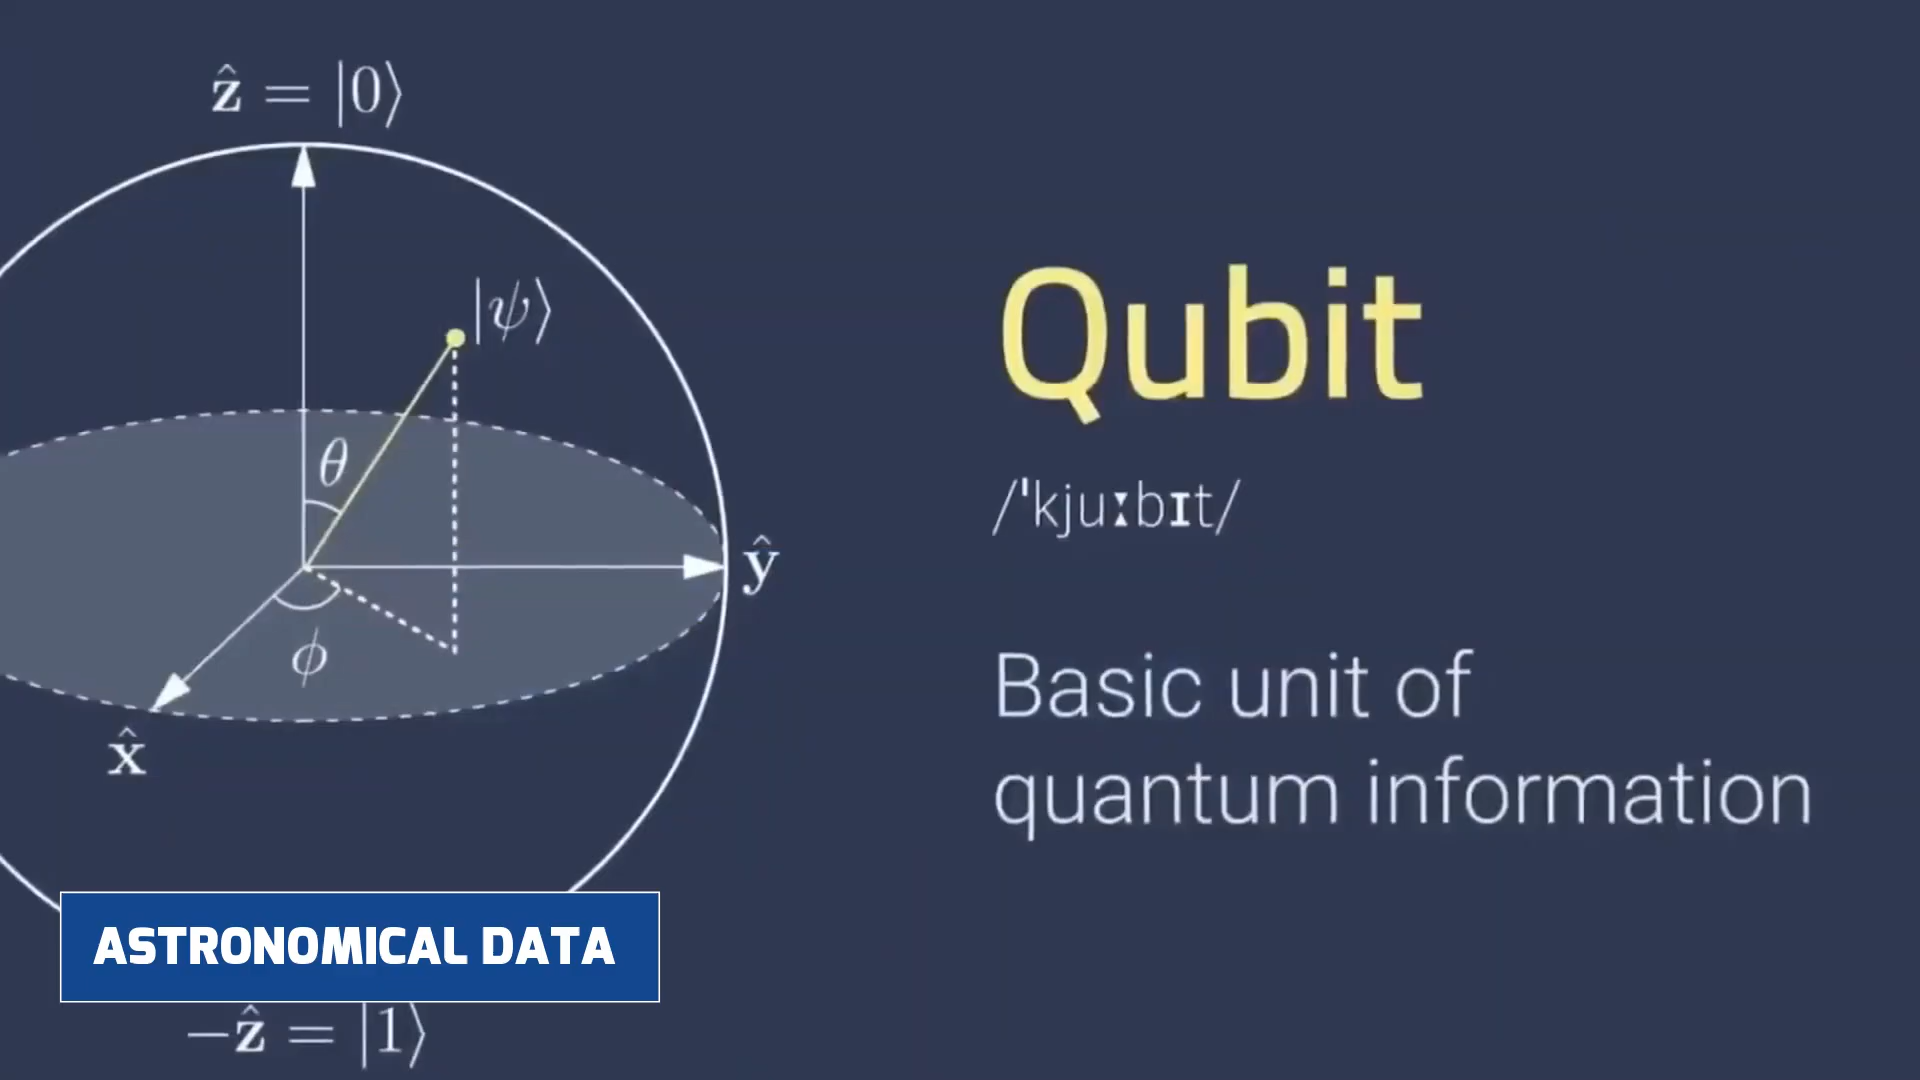 ẑ = |0⟩
|ψ⟩
θ
ŷ
ϕ
x̂
Qubit
/ˈkjuːbɪt/
Basic unit of
quantum information
ASTRONOMICAL DATA
−ẑ = |1⟩